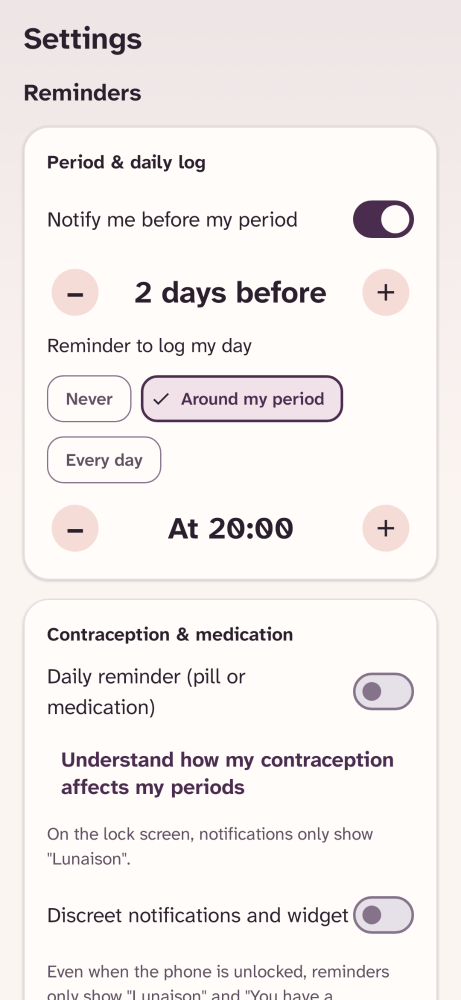 Settings
Reminders
Period & daily log
Notify me before my period
– 2 days before +
Reminder to log my day
Never
Around my period
Every day
– At 20:00 +
Contraception & medication
Daily reminder (pill or
medication)
Understand how my contraception
affects my periods
On the lock screen, notifications only show
"Lunaison".
Discreet notifications and widget
Even when the phone is unlocked, reminders
only show "Lunaison" and "You have a